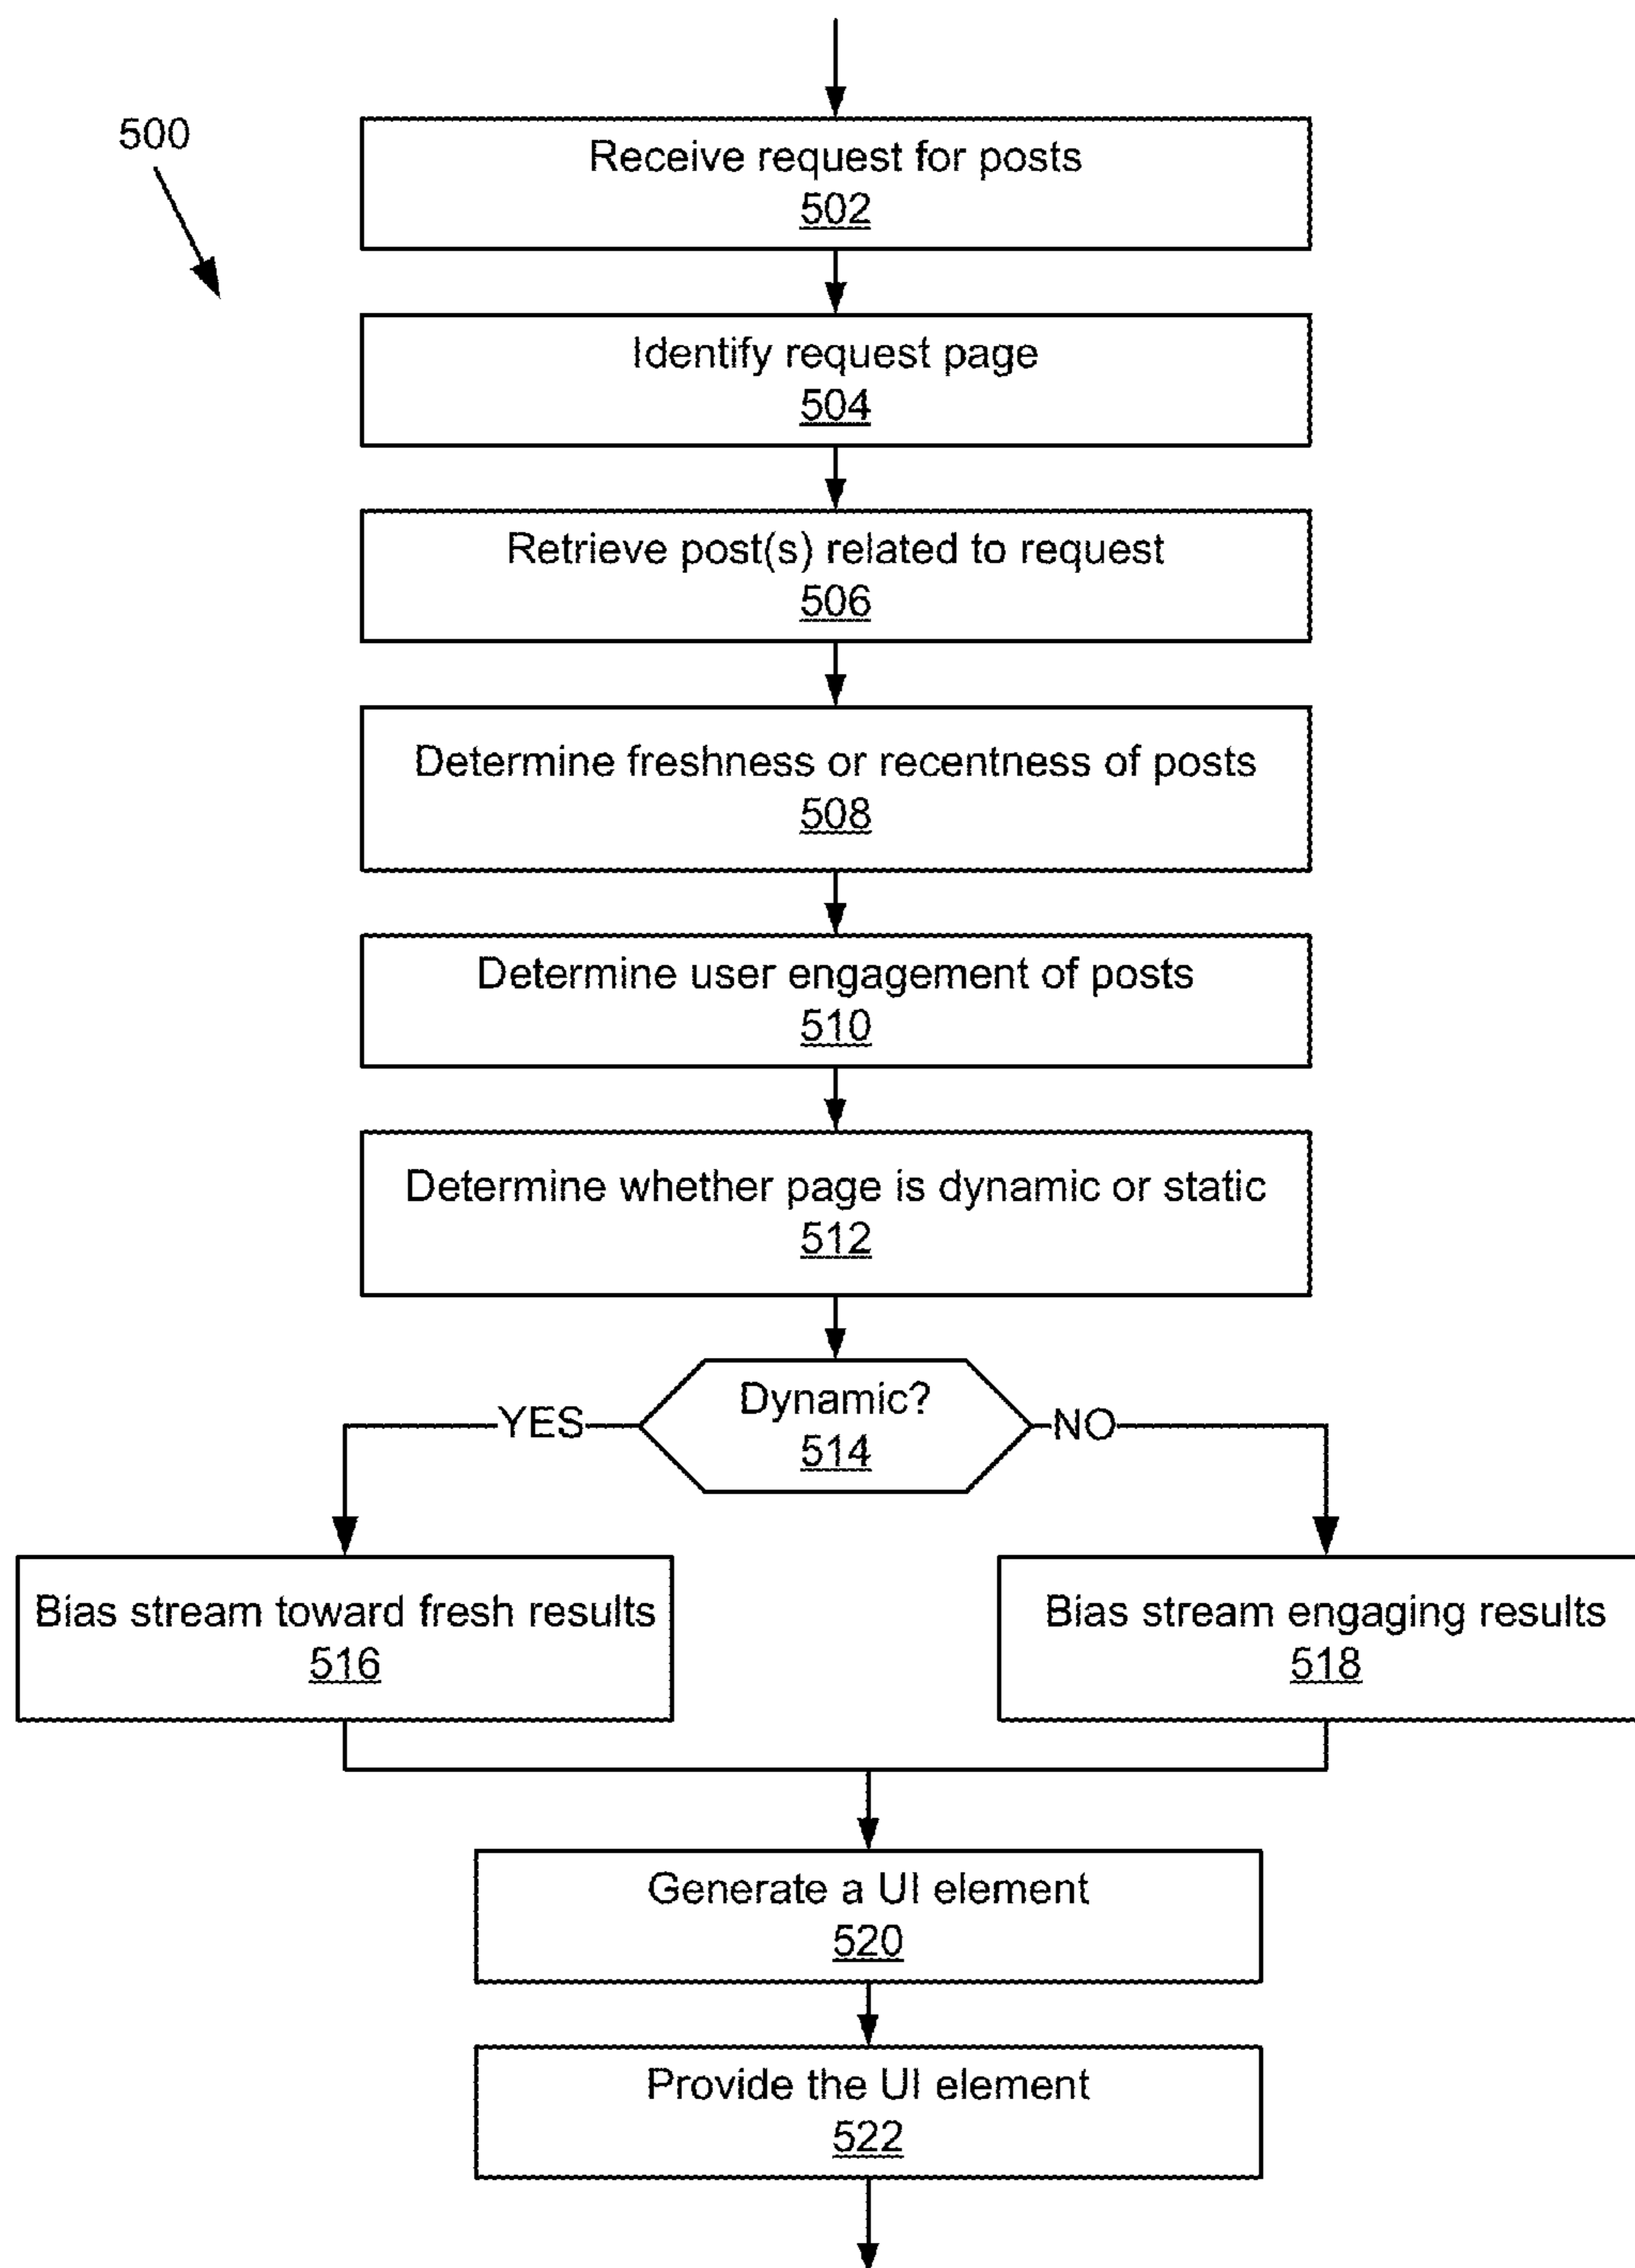 500
Receive request for posts
502
Identify request page
504
Retrieve post(s) related to request
506
Determine freshness or recentness of posts
508
Determine user engagement of posts
510
Determine whether page is dynamic or static
512
Dynamic?
514
YES
NO
Bias stream toward fresh results
516
Bias stream engaging results
518
Generate a UI element
520
Provide the UI element
522